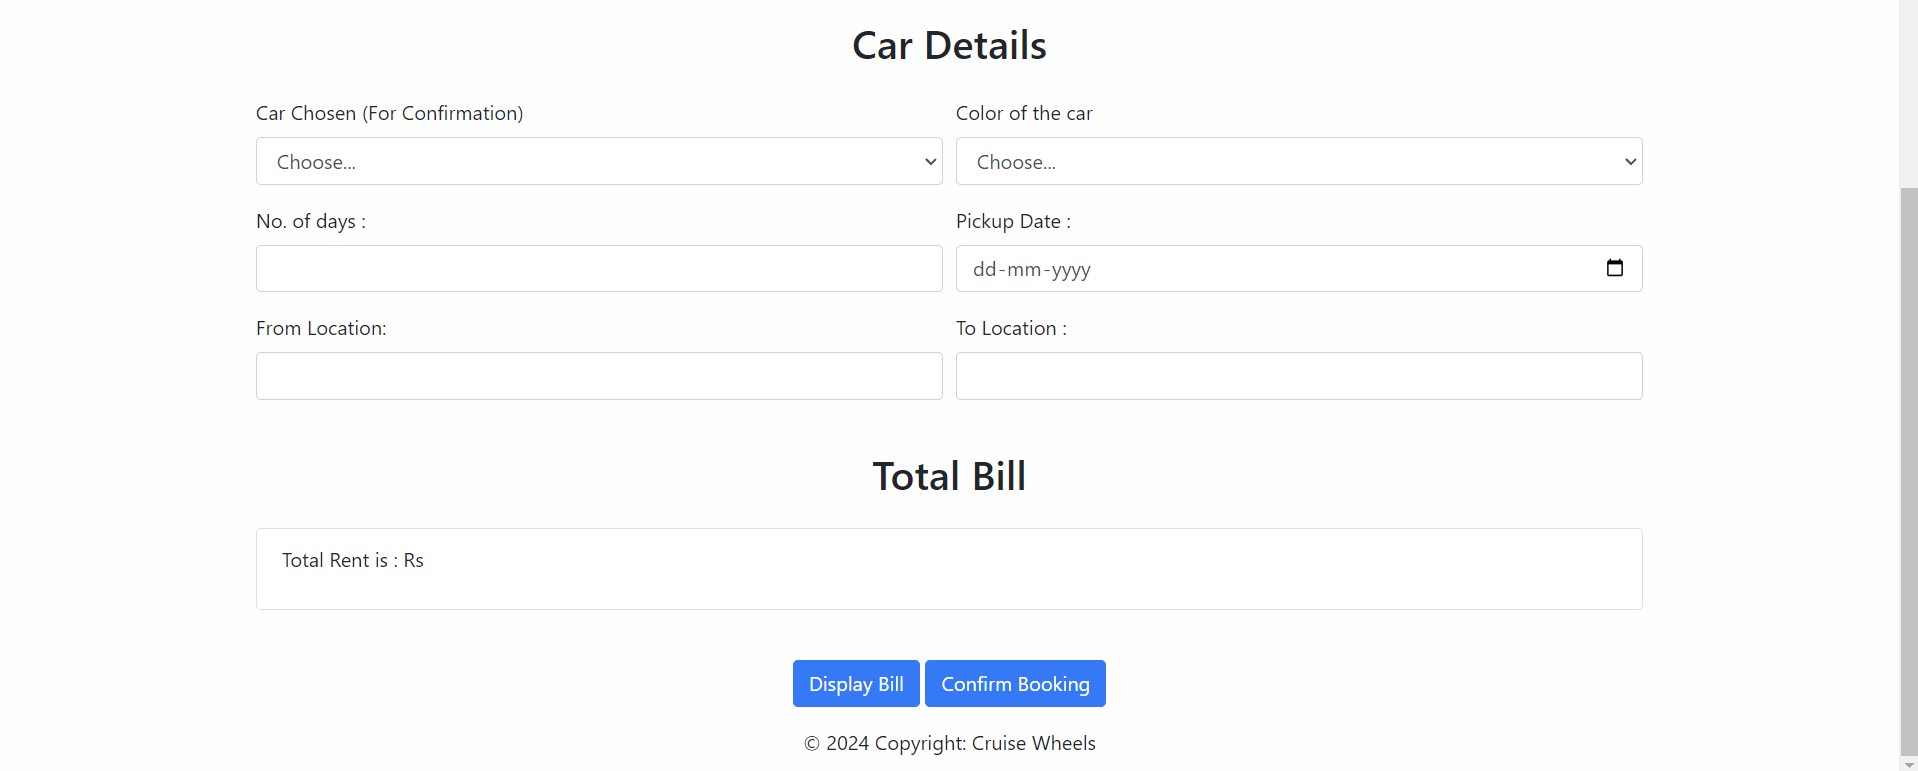 Car Details
Car Chosen (For Confirmation)
Color of the car
Choose...
Choose...
No. of days :
Pickup Date :
dd-mm-yyyy
From Location:
To Location :
Total Bill
Total Rent is : Rs
Display Bill
Confirm Booking
© 2024 Copyright: Cruise Wheels